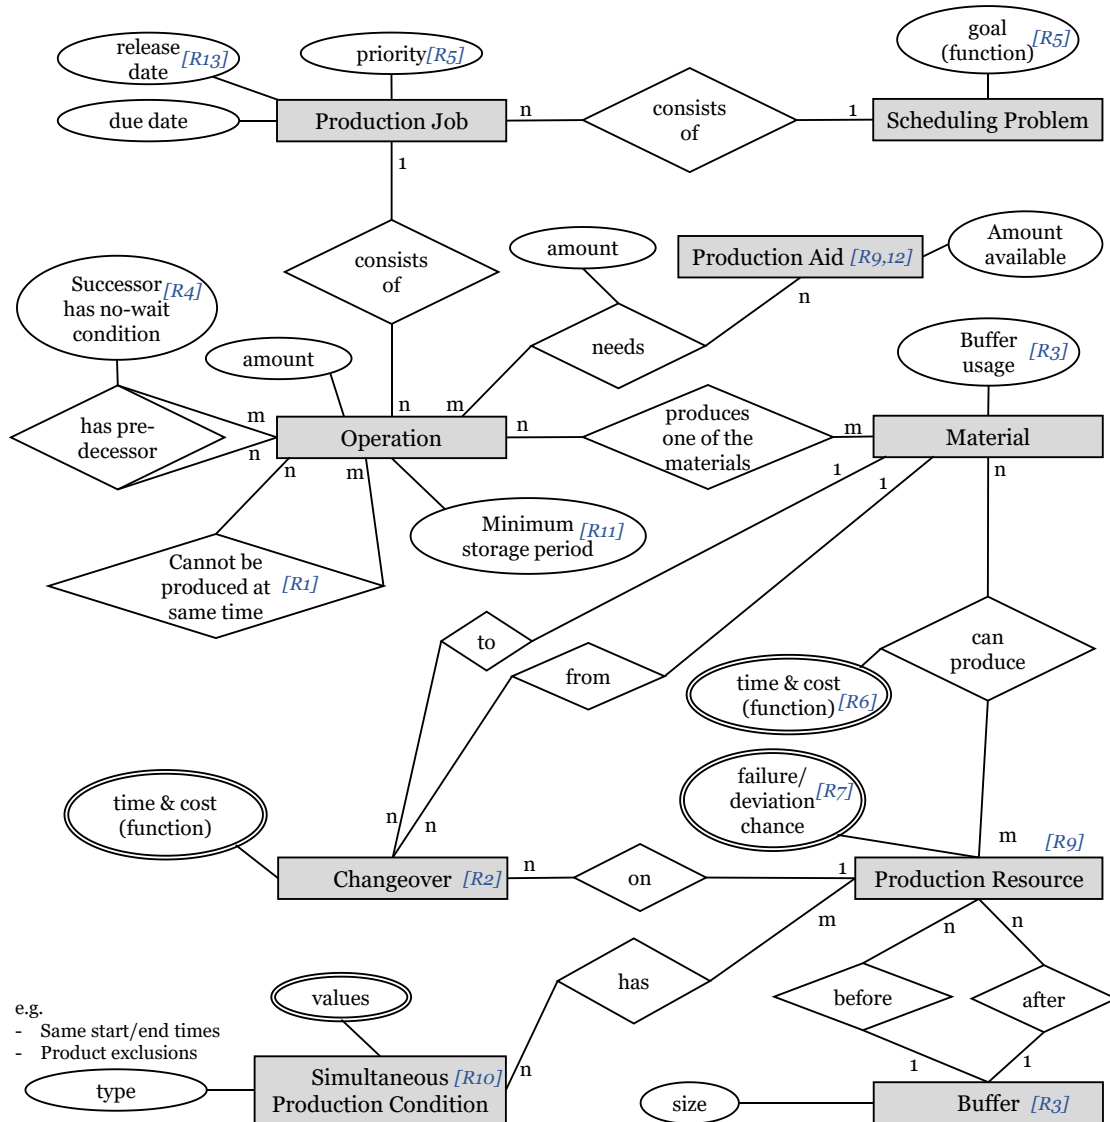 release
date [R13]
priority[R5]
goal
(function) [R5]
due date
Production Job
n
consists
of
1
Scheduling Problem
1
consists
of
amount
Production Aid [R9,12]
Amount
available
n
Successor
has no-wait
condition
[R4]
amount
needs
Buffer
usage
[R3]
has pre-
decessor
m
n
n
m
Operation
n
produces
one of the
materials
m
Material
n
m
1
1
n
Minimum
storage period
[R11]
Cannot be
produced at
same time
[R1]
to
from
can
produce
time & cost
(function)
[R6]
failure/
deviation
chance
[R7]
time & cost
(function)
n
n
m
[R9]
Changeover [R2]
n
on
1
Production Resource
m
n
n
has
before
after
values
e.g.
- Same start/end times
- Product exclusions
type
Simultaneous
Production Condition
[R10]
n
1
1
size
Buffer [R3]